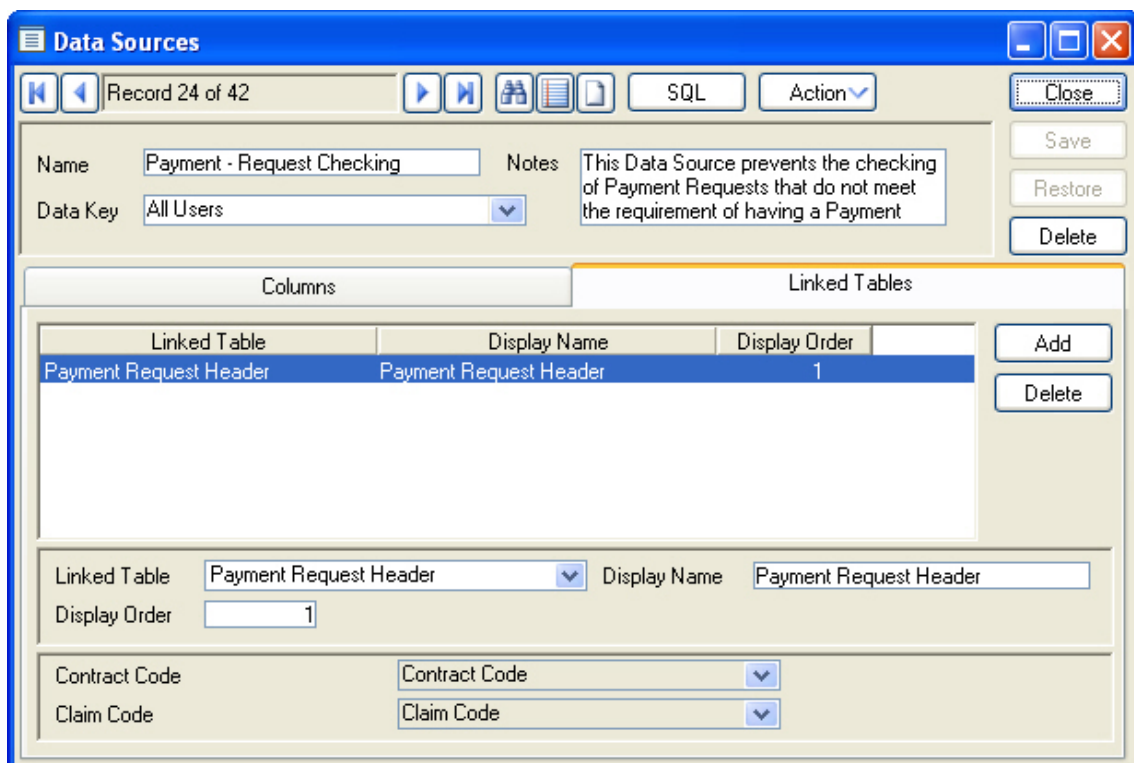 Data Sources
Record 24 of 42
SQL
Action
Close
Save
Restore
Delete
Name
Payment - Request Checking
Notes
This Data Source prevents the checking
of Payment Requests that do not meet
the requirement of having a Payment
Data Key
All Users
Columns
Linked Tables
Linked Table Display Name Display Order
Payment Request Header Payment Request Header 1
Add
Delete
Linked Table Payment Request Header Display Name Payment Request Header
Display Order 1
Contract Code Contract Code
Claim Code Claim Code